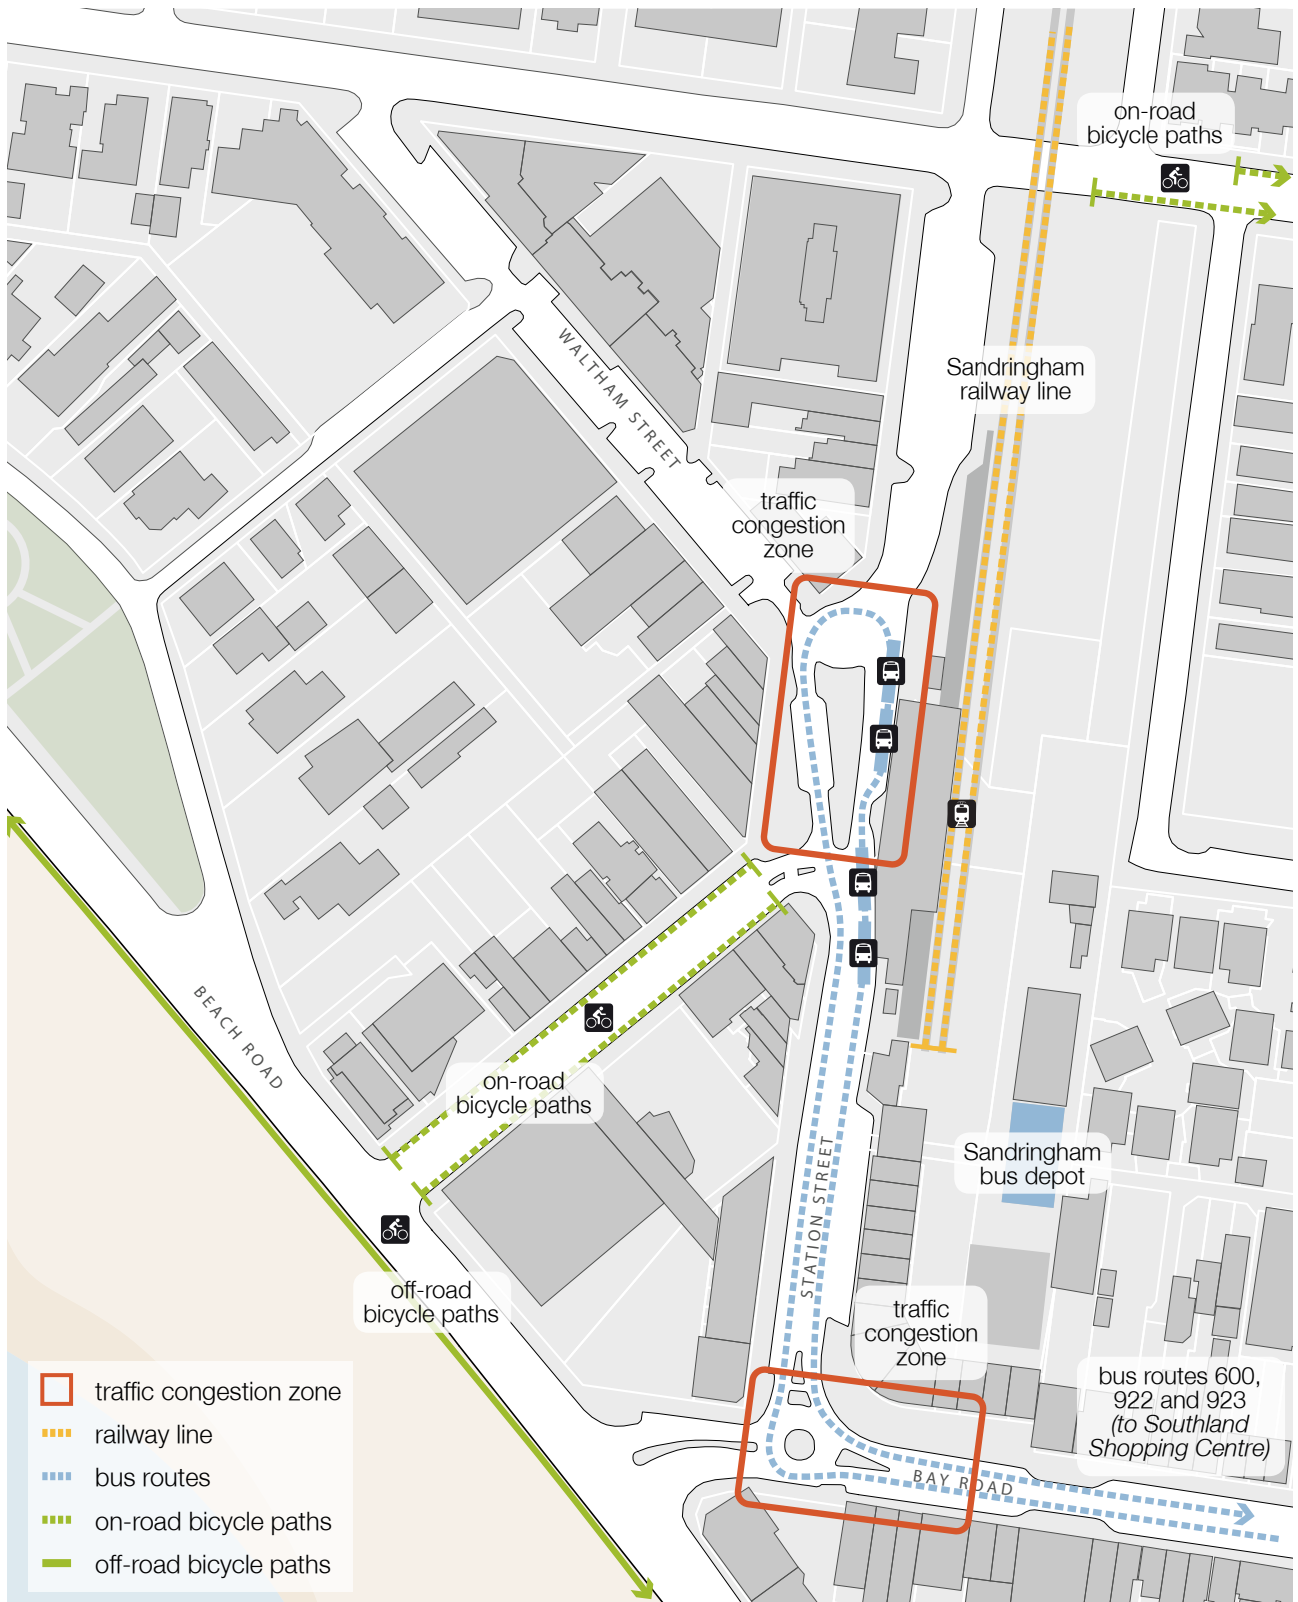 on-road
bicycle paths
Sandringham
railway line
WALTHAM STREET
traffic
congestion
zone
BEACH ROAD
on-road
bicycle paths
Sandringham
bus depot
STATION STREET
off-road
bicycle paths
traffic
congestion
zone
bus routes 600,
922 and 923
(to Southland
Shopping Centre)
BAY ROAD
traffic congestion zone
railway line
bus routes
on-road bicycle paths
off-road bicycle paths